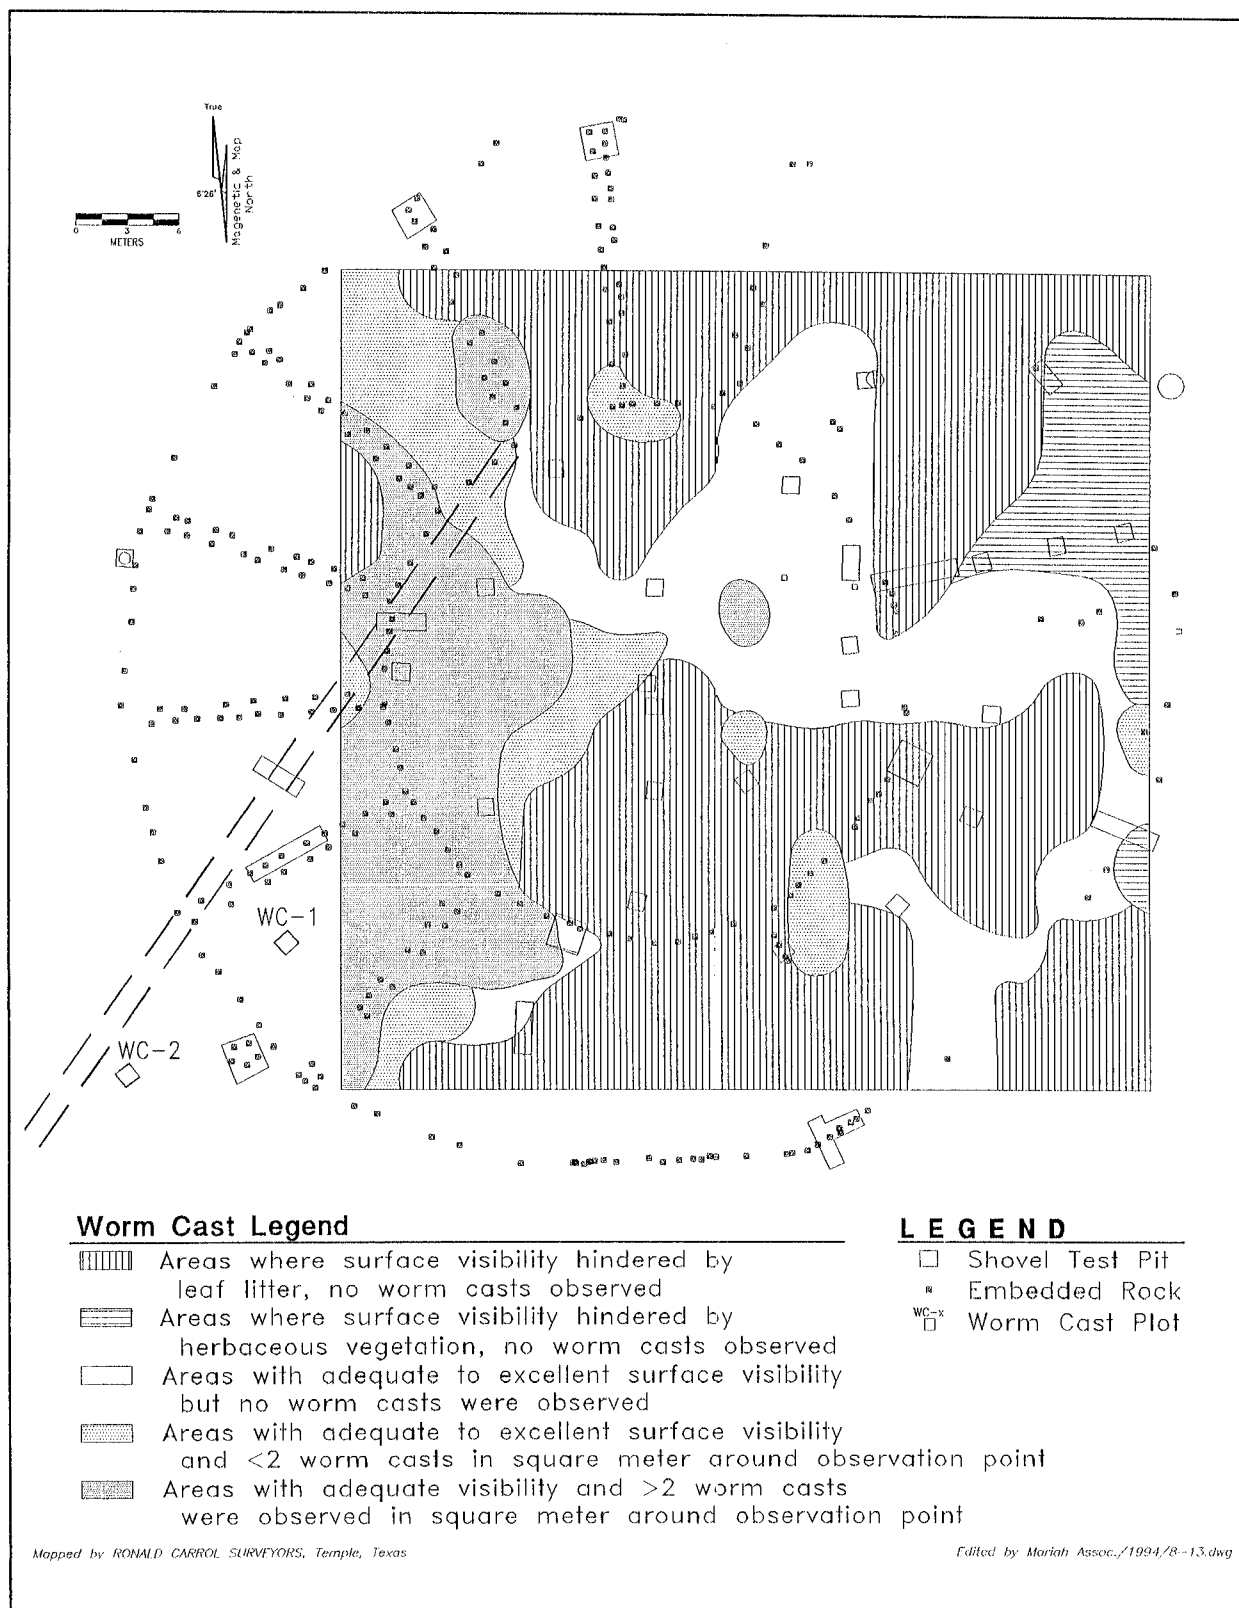 True
6°26'
Magenetic & Map
North
0 3 6
METERS
WC-1
WC-2
Worm Cast Legend
Areas where surface visibility hindered by
leaf litter, no worm casts observed
Areas where surface visibility hindered by
herbaceous vegetation, no worm casts observed
Areas with adequate to excellent surface visibility
but no worm casts were observed
Areas with adequate to excellent surface visibility
and <2 worm casts in square meter around observation point
Areas with adequate visibility and >2 worm casts
were observed in square meter around observation point
LEGEND
Shovel Test Pit
Embedded Rock
WC-x Worm Cast Plot
Mapped by RONALD CARROL SURVEYORS, Temple, Texas
Edited by Mariah Assoc./1994/8--13.dwg